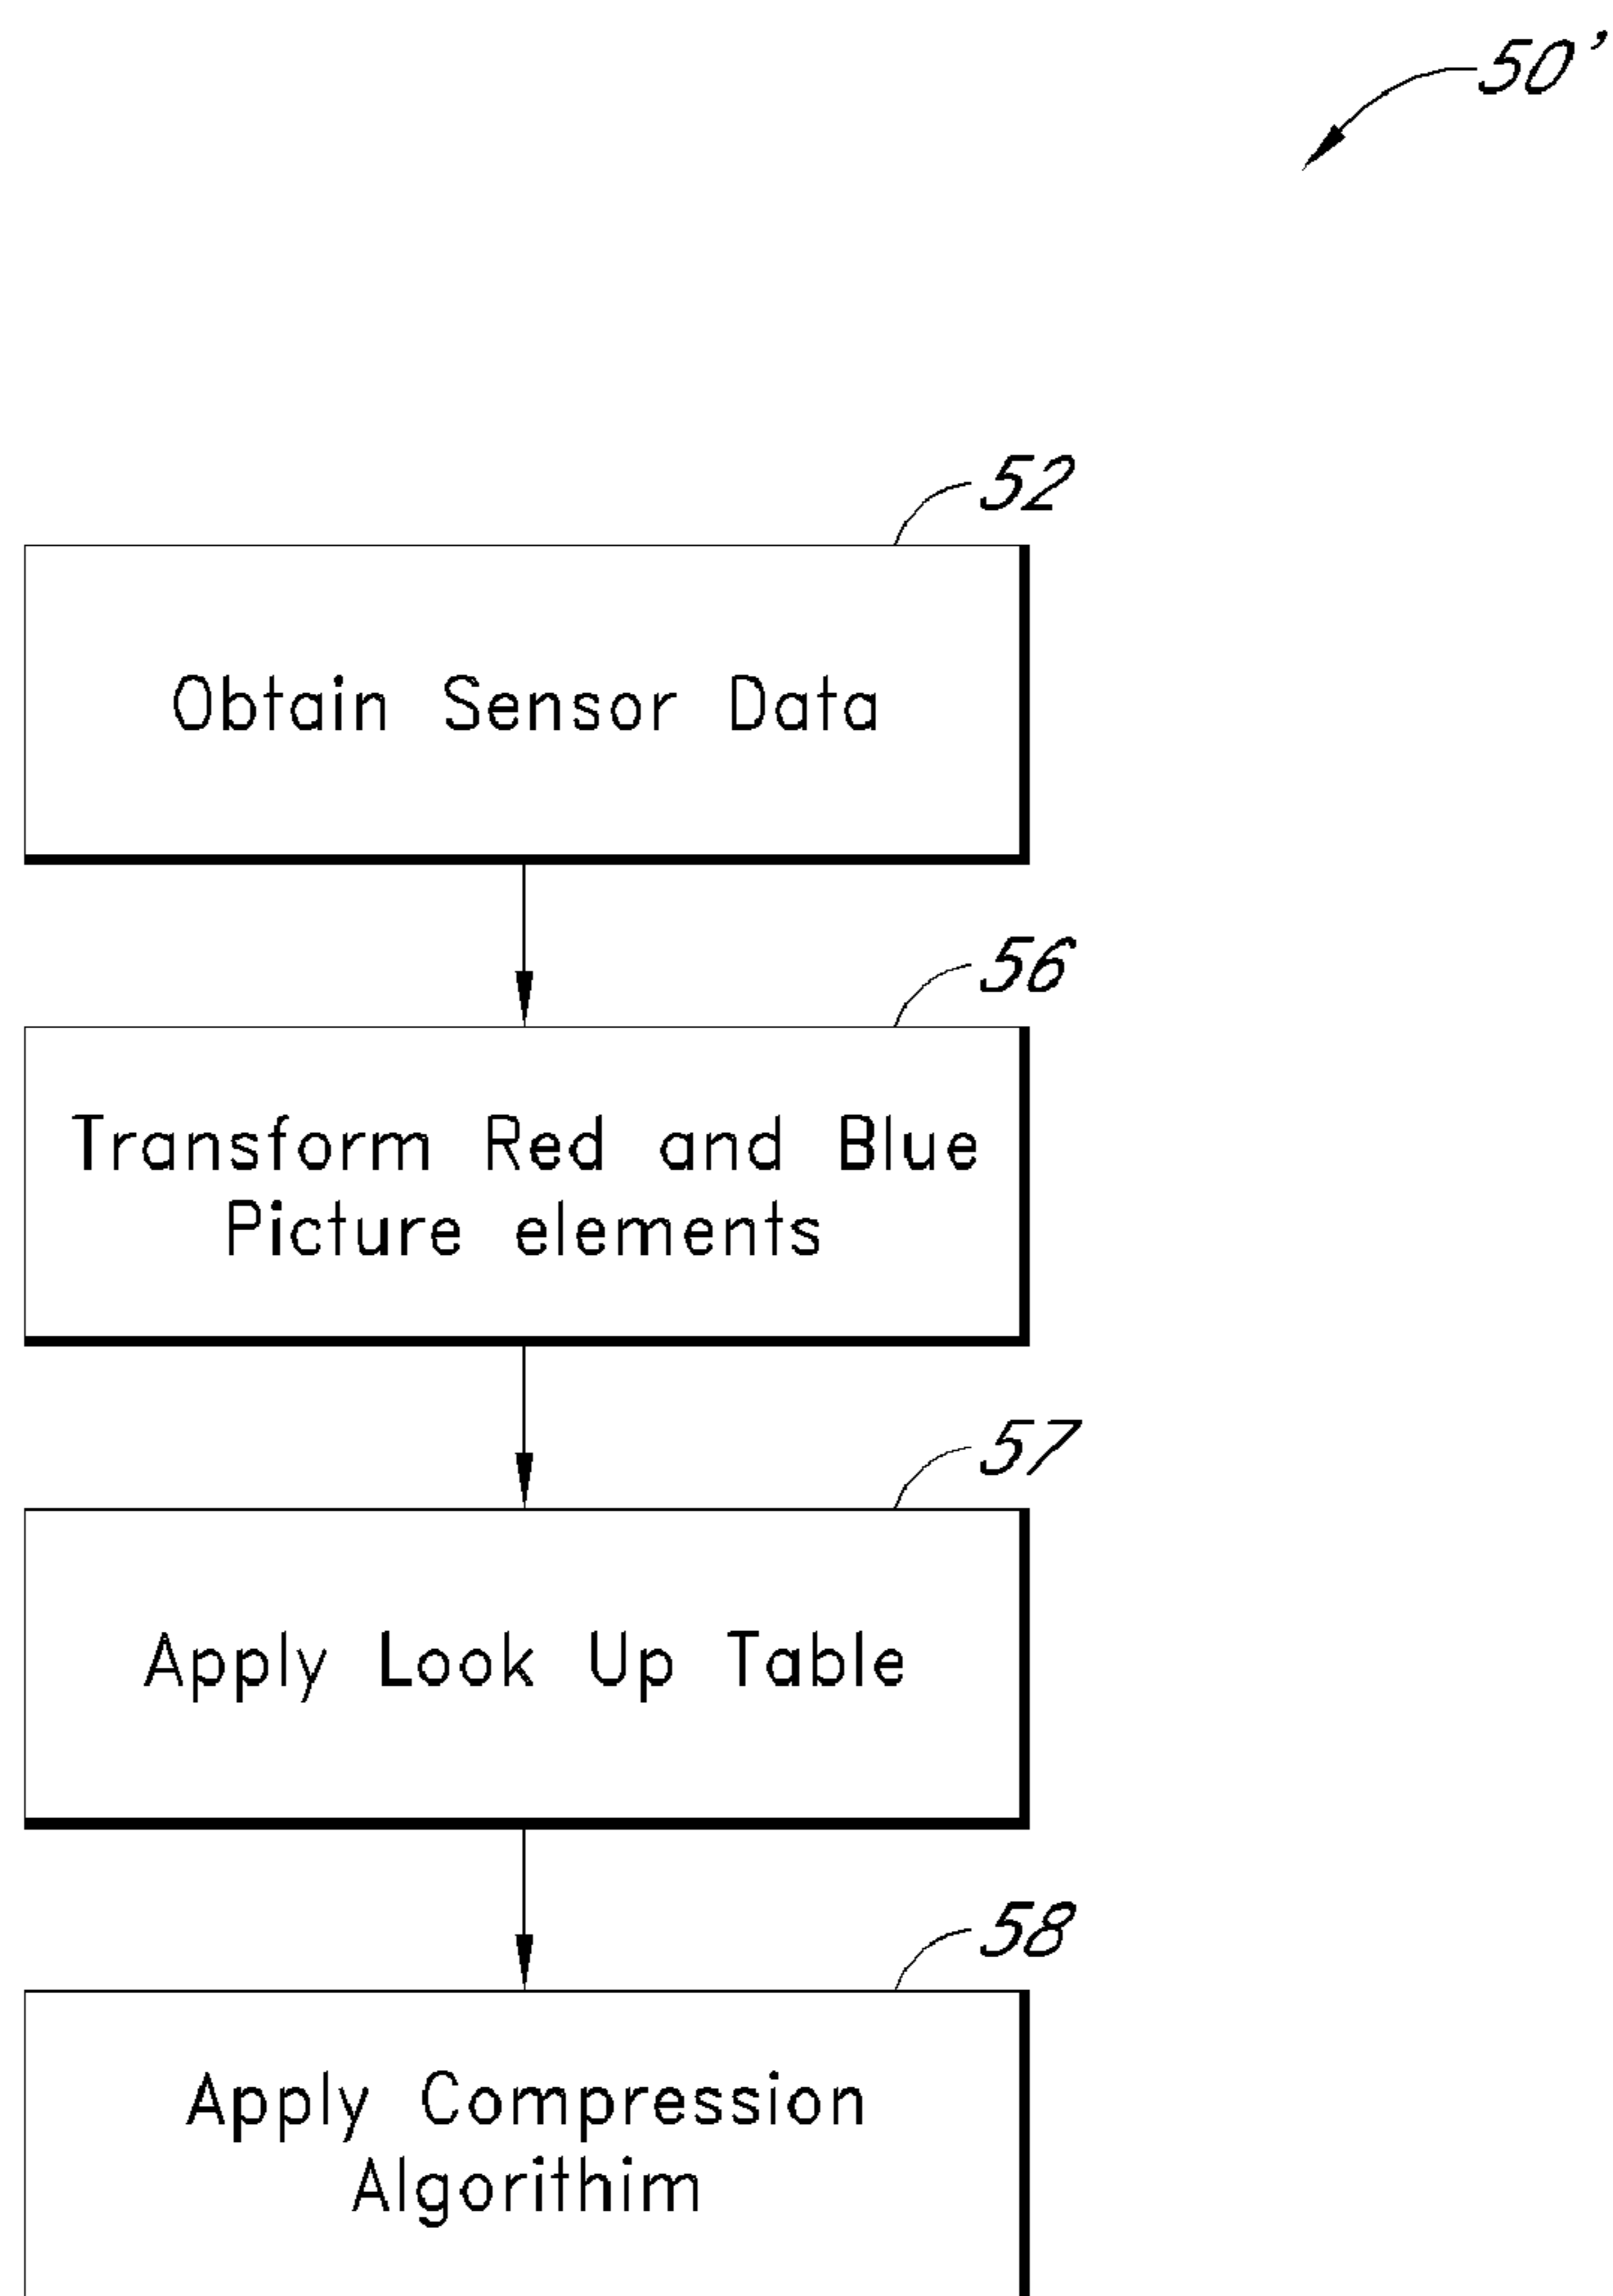 50'
52
Obtain Sensor Data
56
Transform Red and Blue
Picture elements
57
Apply Look Up Table
58
Apply Compression
Algorithim